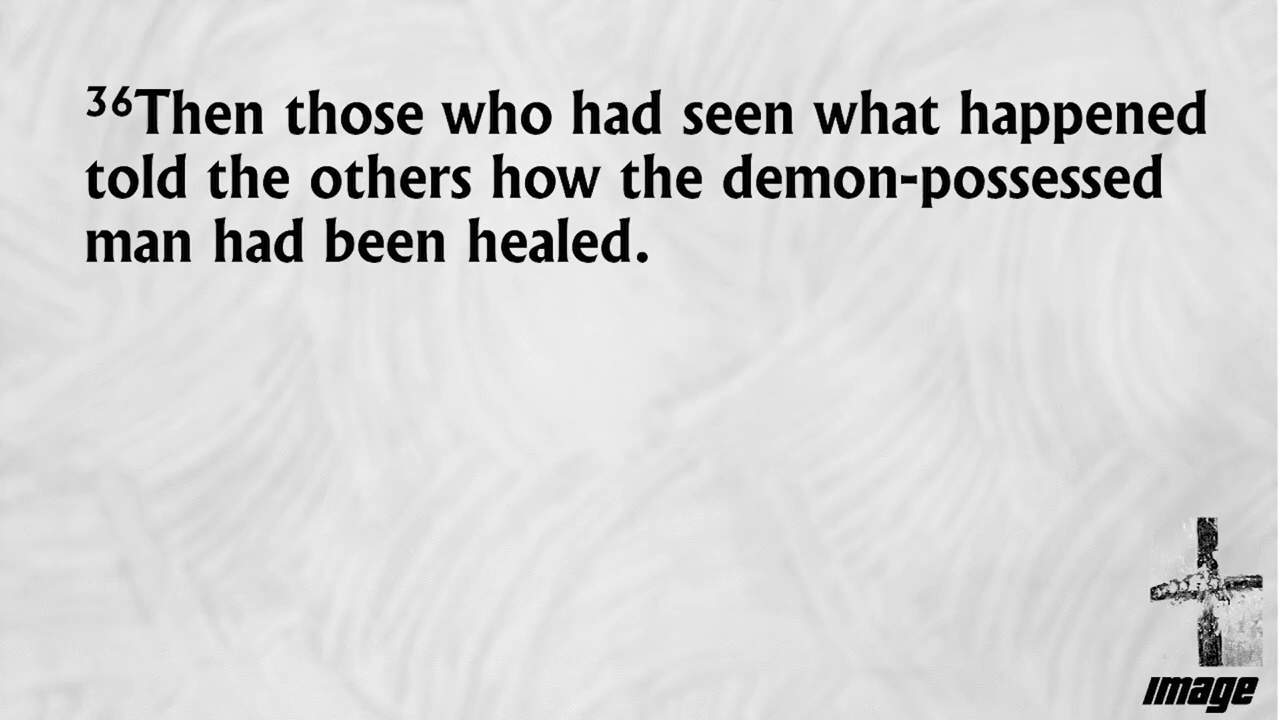 ³⁶Then those who had seen what happened
told the others how the demon-possessed
man had been healed.
Image